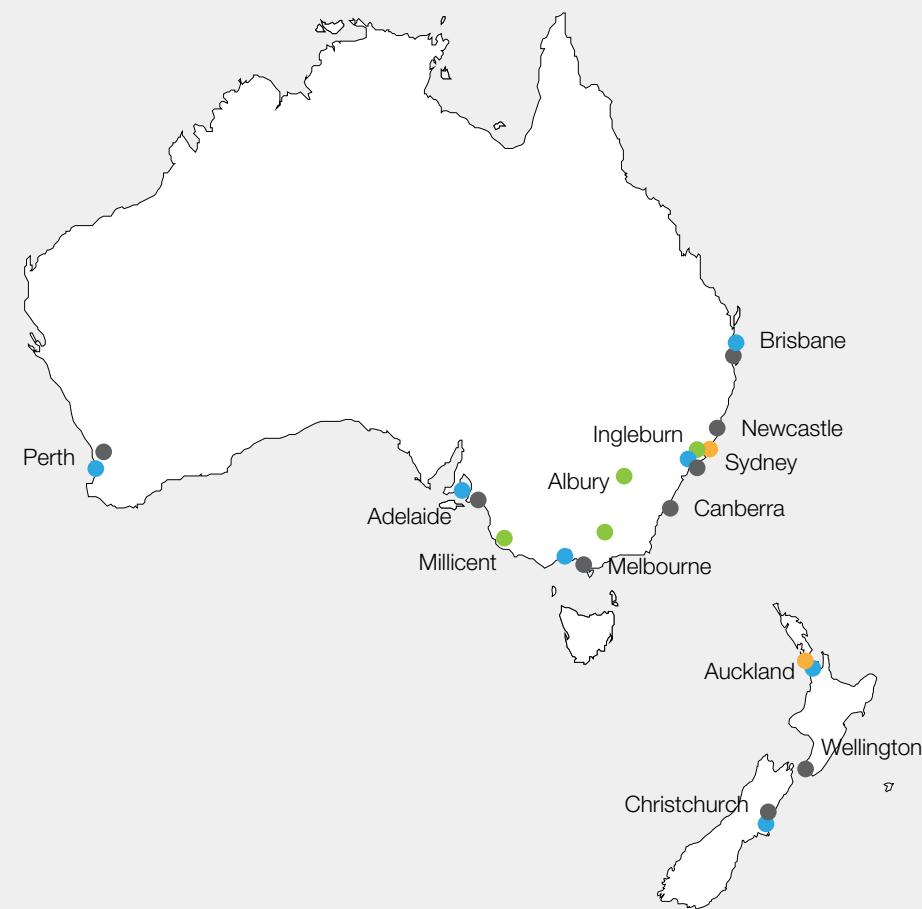 Brisbane
Newcastle
Ingleburn
Perth
Sydney
Albury
Canberra
Adelaide
Millicent
Melbourne
Auckland
Wellington
Christchurch